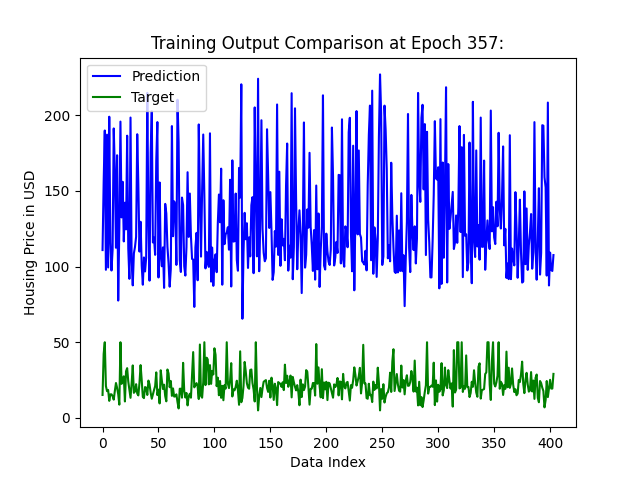 Training Output Comparison at Epoch 357:
Prediction
Target
Housing Price in USD
200
150
100
50
0
0 50 100 150 200 250 300 350 400
Data Index